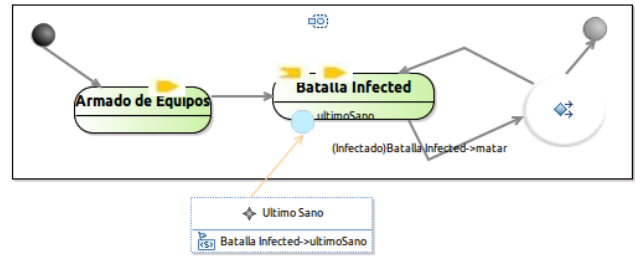 Armado de Equipos
Batalla Infected
ultimoSano
(Infectado)Batalla Infected->matar
Ultimo Sano
<S>
Batalla Infected->ultimoSano